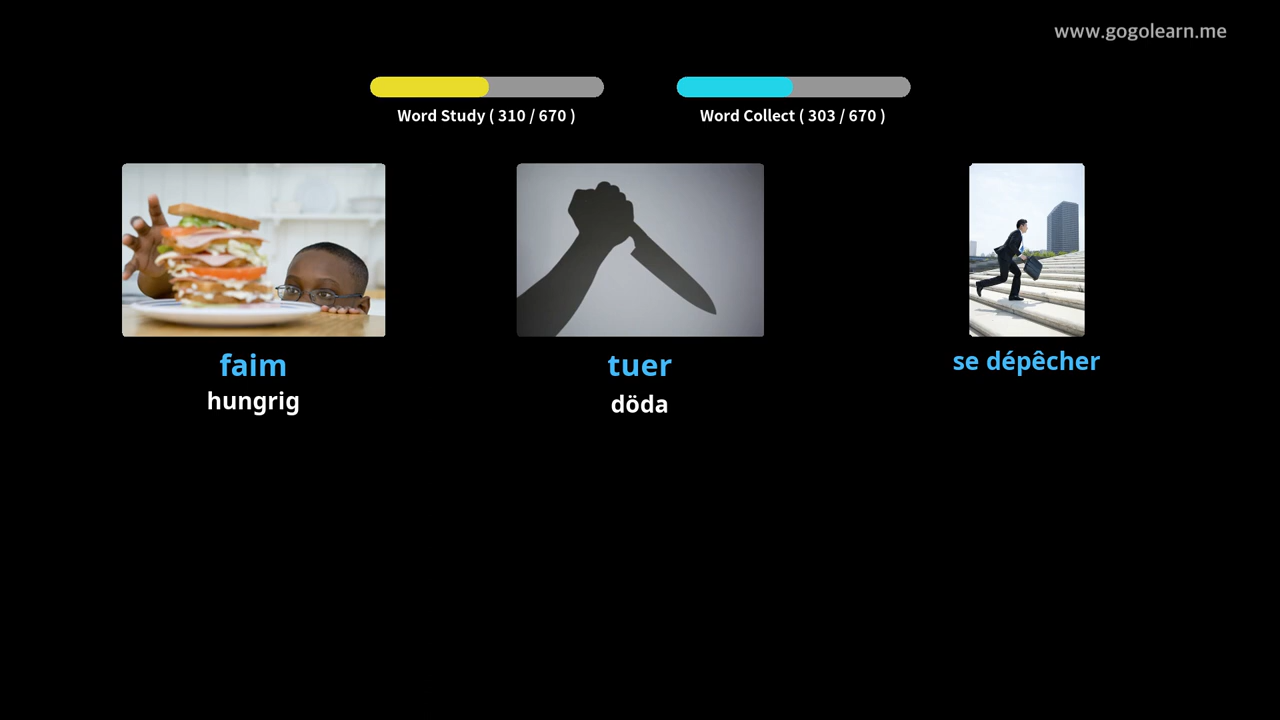 www.gogolearn.me
Word Study ( 310 / 670 )
Word Collect ( 303 / 670 )
faim
tuer
se dépêcher
hungrig
döda